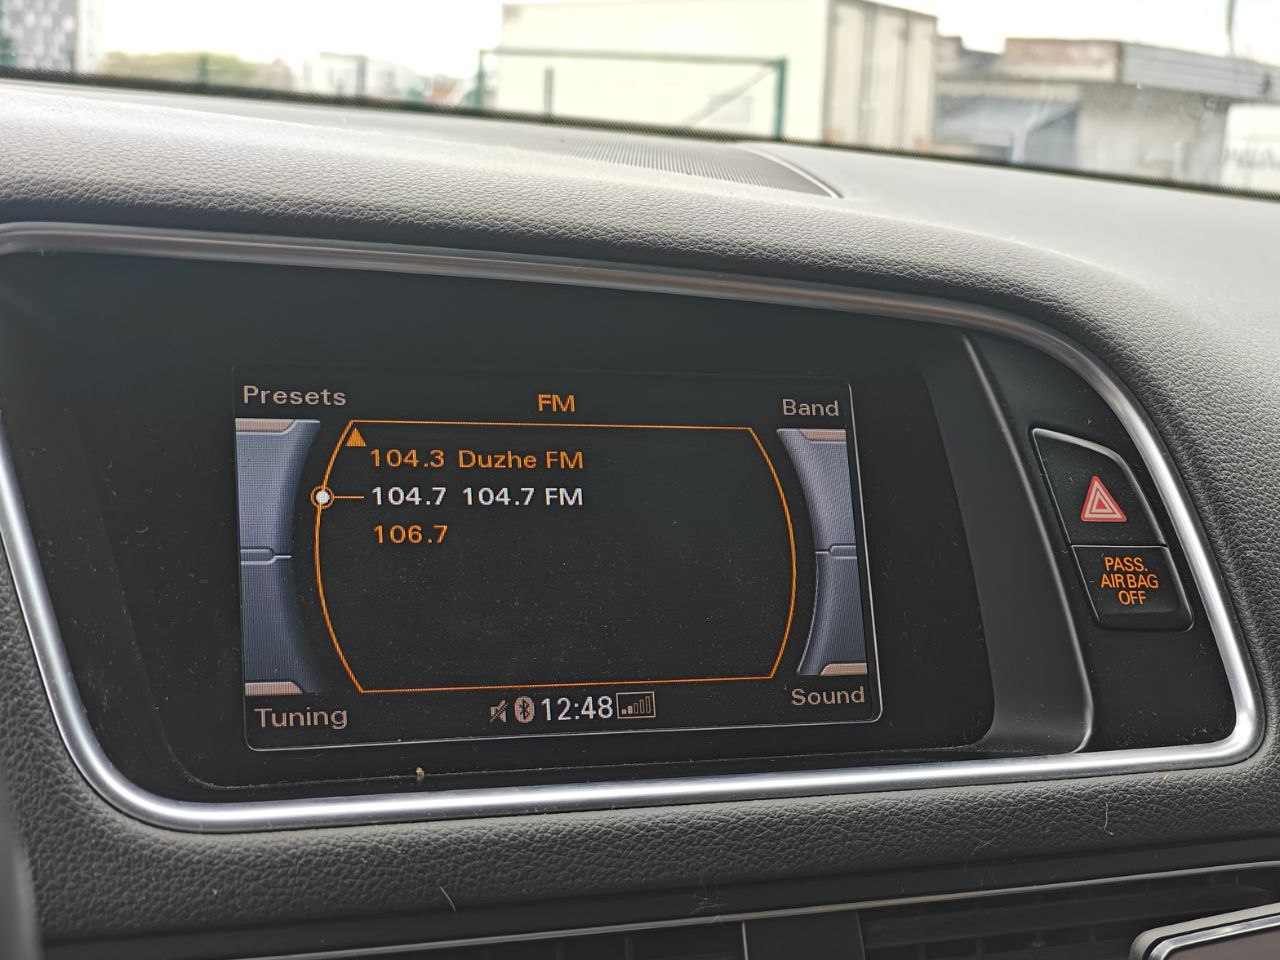 Presets
FM
Band
104.3 Duzhe FM
104.7 104.7 FM
106.7
Tuning
12:48
Sound
PASS.
AIR BAG
OFF